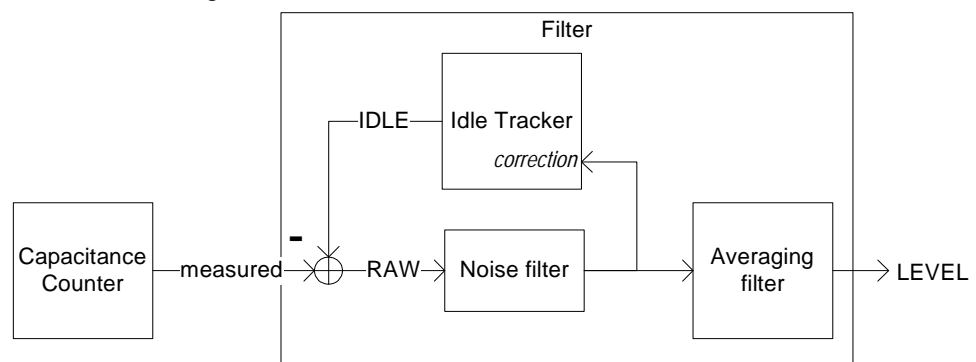 Filter
IDLE
Idle Tracker
correction
Capacitance
Counter
measured
-
RAW
Noise filter
Averaging
filter
LEVEL